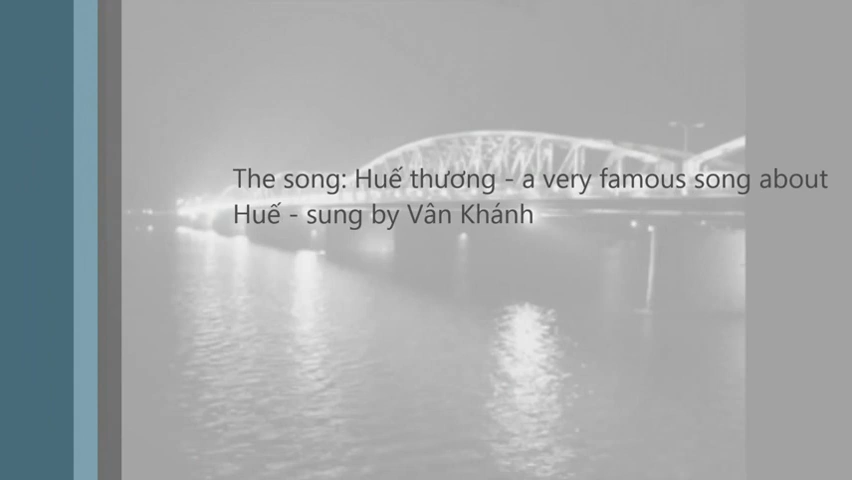 The song: Huế thương - a very famous song about
Huế - sung by Vân Khánh